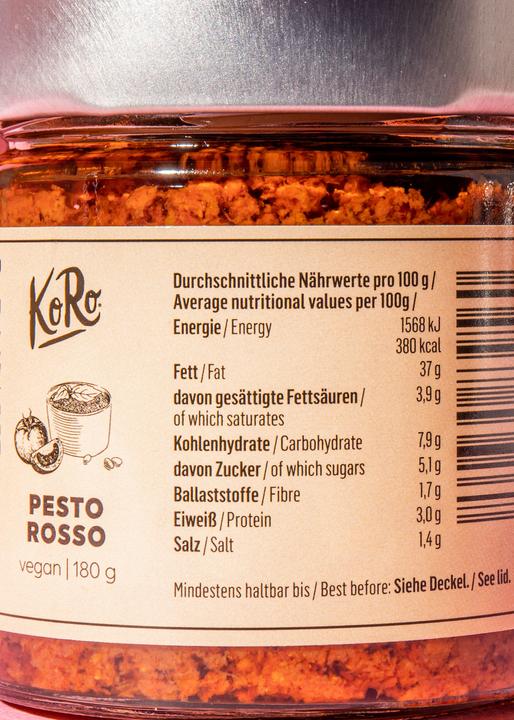 KoRo
PESTO
ROSSO
vegan | 180 g
Durchschnittliche Nährwerte pro 100 g /
Average nutritional values per 100g /
Energie / Energy 1568 kJ
380 kcal
Fett / Fat 37 g
davon gesättigte Fettsäuren / 3,9 g
of which saturates
Kohlenhydrate / Carbohydrate 7,9 g
davon Zucker / of which sugars 5,1 g
Ballaststoffe / Fibre 1,7 g
Eiweiß / Protein 3,0 g
Salz / Salt 1,4 g
Mindestens haltbar bis / Best before: Siehe Deckel. / See lid.